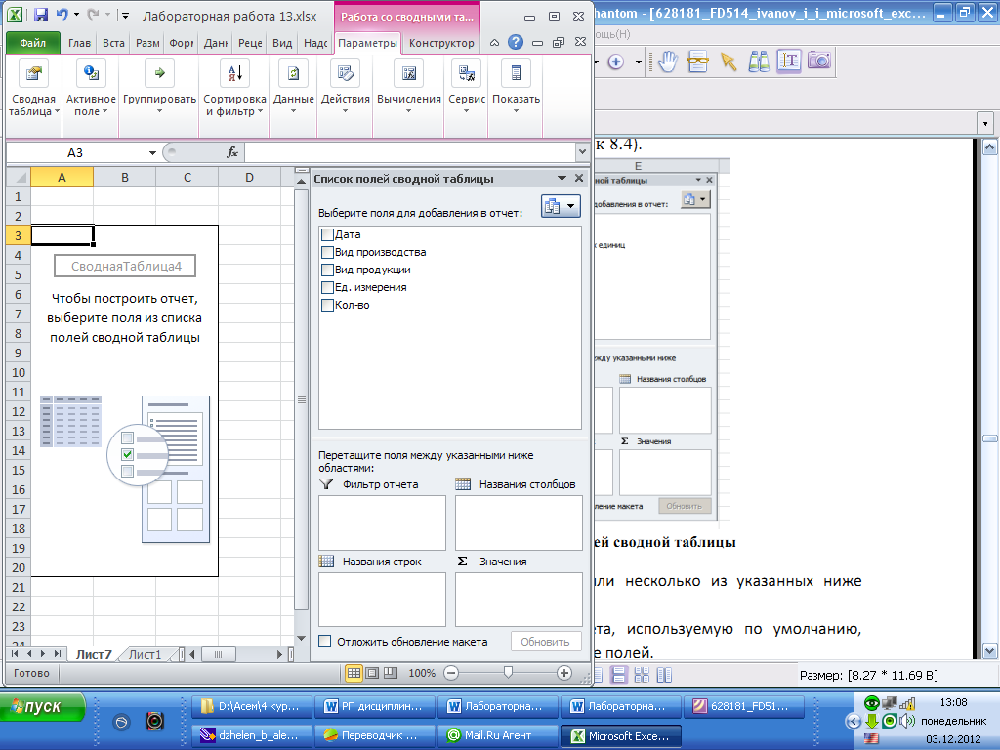 Лабораторная работа 13.xlsx
Работа со сводными та...
Файл Глав Вста Разм Форм Данн Реце Вид Надс Параметры Конструктор
Сводная таблица
Активное поле
Группировать
Сортировка и фильтр
Данные
Действия
Вычисления
Сервис
Показать
A3
fx
A B C D
1
2
3
4
5
6
7
8
9
10
11
12
13
14
15
16
17
18
19
20
21
22
23
24
СводнаяТаблица4
Чтобы построить отчет,
выберите поля из списка
полей сводной таблицы
Список полей сводной таблицы
Выберите поля для добавления в отчет:
Дата
Вид производства
Вид продукции
Ед. измерения
Кол-во
Перетащите поля между указанными ниже
областями:
Фильтр отчета
Названия столбцов
Названия строк
Σ Значения
Отложить обновление макета
Обновить
Лист7 Лист1
Готово
100%
hantom - [628181_FD514_ivanov_i_i_microsoft_exc...
ощь(Н)
к 8.4).
E
ной таблицы
добавления в отчет:
единиц
жду указанными ниже
Названия столбцов
Σ Значения
ление макета
Обновить
ей сводной таблицы
ли несколько из указанных ниже
ета, используемую по умолчанию,
е полей.
Размер: [8.27 * 11.69 В]
пуск
D:\Асем\4 кур...
РП дисциплин...
Лабораторна...
Лабораторна...
628181_FD51...
dzhelen_b_ale...
Переводчик ...
Mail.Ru Агент
Microsoft Exce...
13:08
понедельник
03.12.2012